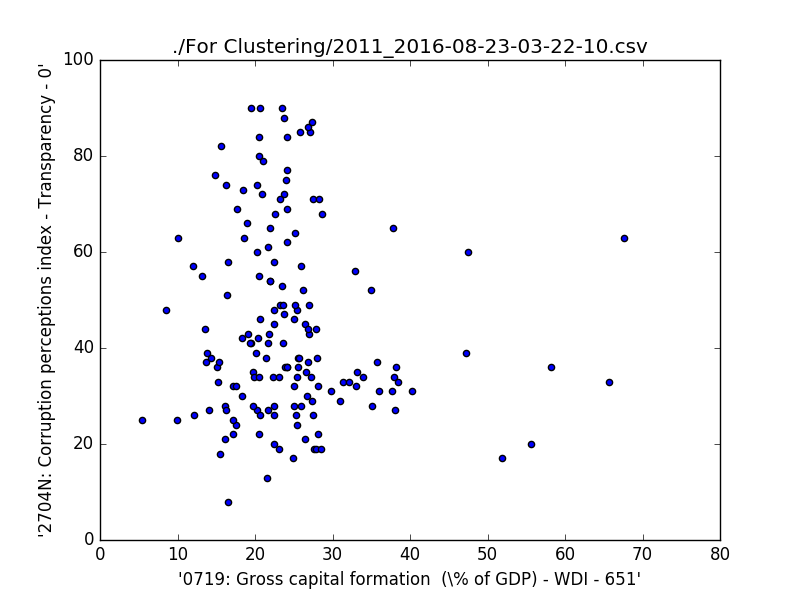 ./For Clustering/2011_2016-08-23-03-22-10.csv
100
80
60
40
20
0
'2704N: Corruption perceptions index - Transparency - 0'
0 10 20 30 40 50 60 70 80
'0719: Gross capital formation  (\% of GDP) - WDI - 651'